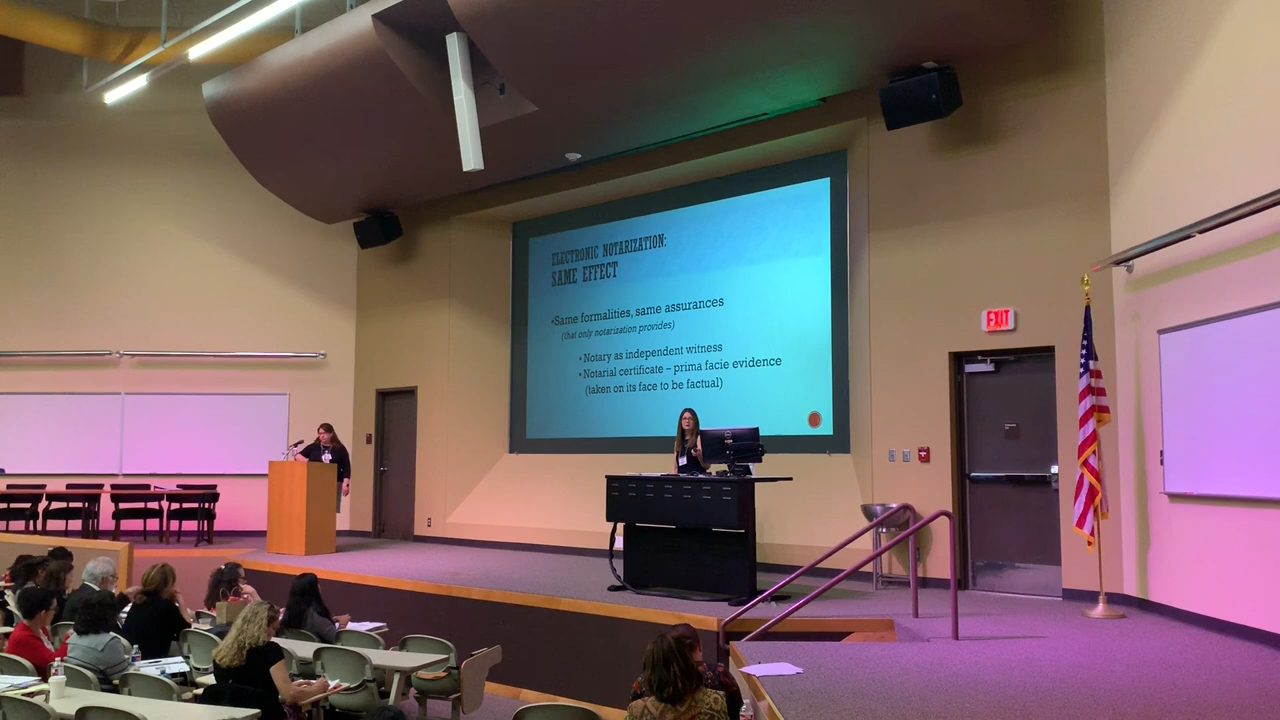 ELECTRONIC NOTARIZATION:
SAME EFFECT
•Same formalities, same assurances
(that only notarization provides)
• Notary as independent witness
• Notarial certificate – prima facie evidence
(taken on its face to be factual)
EXIT